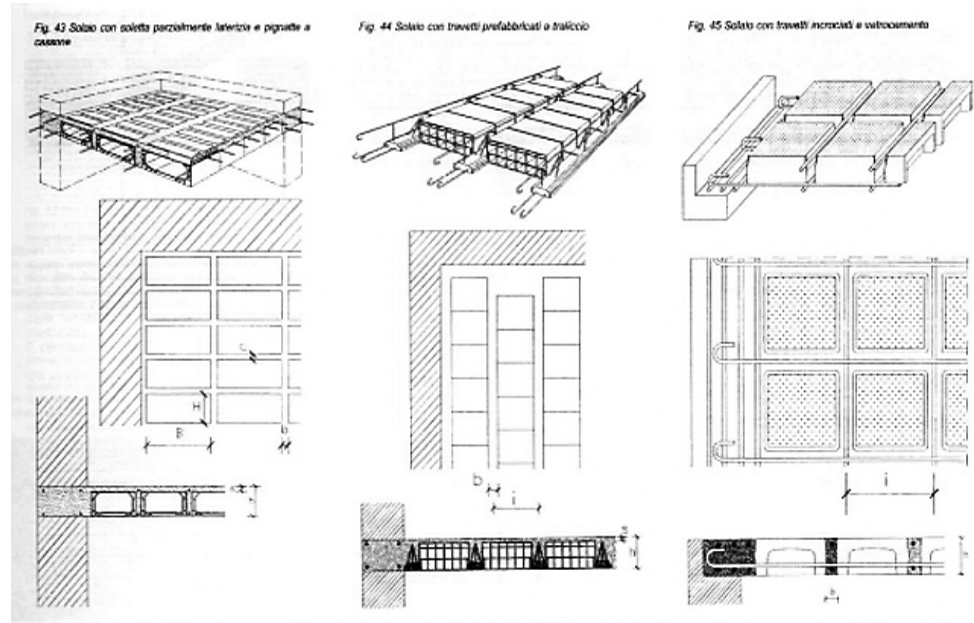 Fig. 43 Solaio con soletta parzialmente laterizia e pignatte a
cassone
Fig. 44 Solaio con travetti prefabbricati a traliccio
Fig. 45 Solaio con travetti incrociati e vetrocemento
c
H
B
b
b
i
h
i
b